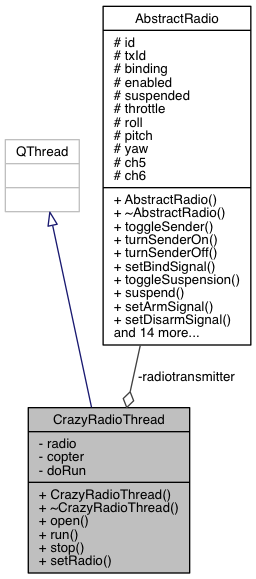 AbstractRadio
# id
# txId
# binding
# enabled
# suspended
# throttle
# roll
# pitch
# yaw
# ch5
# ch6
+ AbstractRadio()
+ ~AbstractRadio()
+ toggleSender()
+ turnSenderOn()
+ turnSenderOff()
+ setBindSignal()
+ toggleSuspension()
+ suspend()
+ setArmSignal()
+ setDisarmSignal()
and 14 more...
QThread
-radiotransmitter
CrazyRadioThread
- radio
- copter
- doRun
+ CrazyRadioThread()
+ ~CrazyRadioThread()
+ open()
+ run()
+ stop()
+ setRadio()